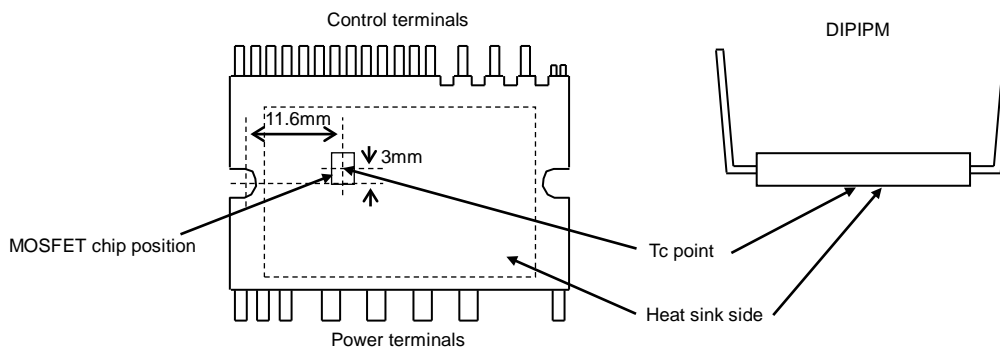 Control terminals
DIPIPM
11.6mm
3mm
MOSFET chip position
Tc point
Heat sink side
Power terminals